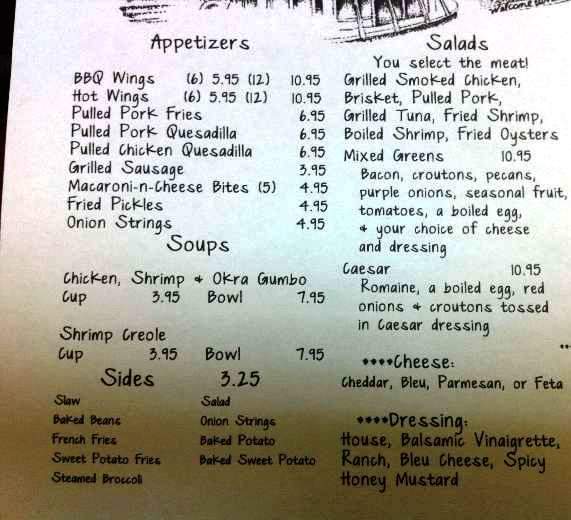 Welcome
Appetizers
BBQ Wings (6) 5.95 (12) 10.95
Hot Wings (6) 5.95 (12) 10.95
Pulled Pork Fries 6.95
Pulled Pork Quesadilla 6.95
Pulled Chicken Quesadilla 6.95
Grilled Sausage 3.95
Macaroni-n-Cheese Bites (5) 4.95
Fried Pickles 4.95
Onion Strings 4.95
Soups
Chicken, Shrimp & Okra Gumbo
Cup 3.95 Bowl 7.95
Shrimp Creole
Cup 3.95 Bowl 7.95
Sides 3.25
Slaw Salad
Baked Beans Onion Strings
French Fries Baked Potato
Sweet Potato Fries Baked Sweet Potato
Steamed Broccoli
Salads
You select the meat!
Grilled Smoked Chicken,
Brisket, Pulled Pork,
Grilled Tuna, Fried Shrimp,
Boiled Shrimp, Fried Oysters
Mixed Greens 10.95
Bacon, croutons, pecans,
purple onions, seasonal fruit,
tomatoes, a boiled egg,
& your choice of cheese
and dressing
Caesar 10.95
Romaine, a boiled egg, red
onions & croutons tossed
in Caesar dressing
****Cheese:
Cheddar, Bleu, Parmesan, or Feta
****Dressing:
House, Balsamic Vinaigrette,
Ranch, Bleu Cheese, Spicy
Honey Mustard